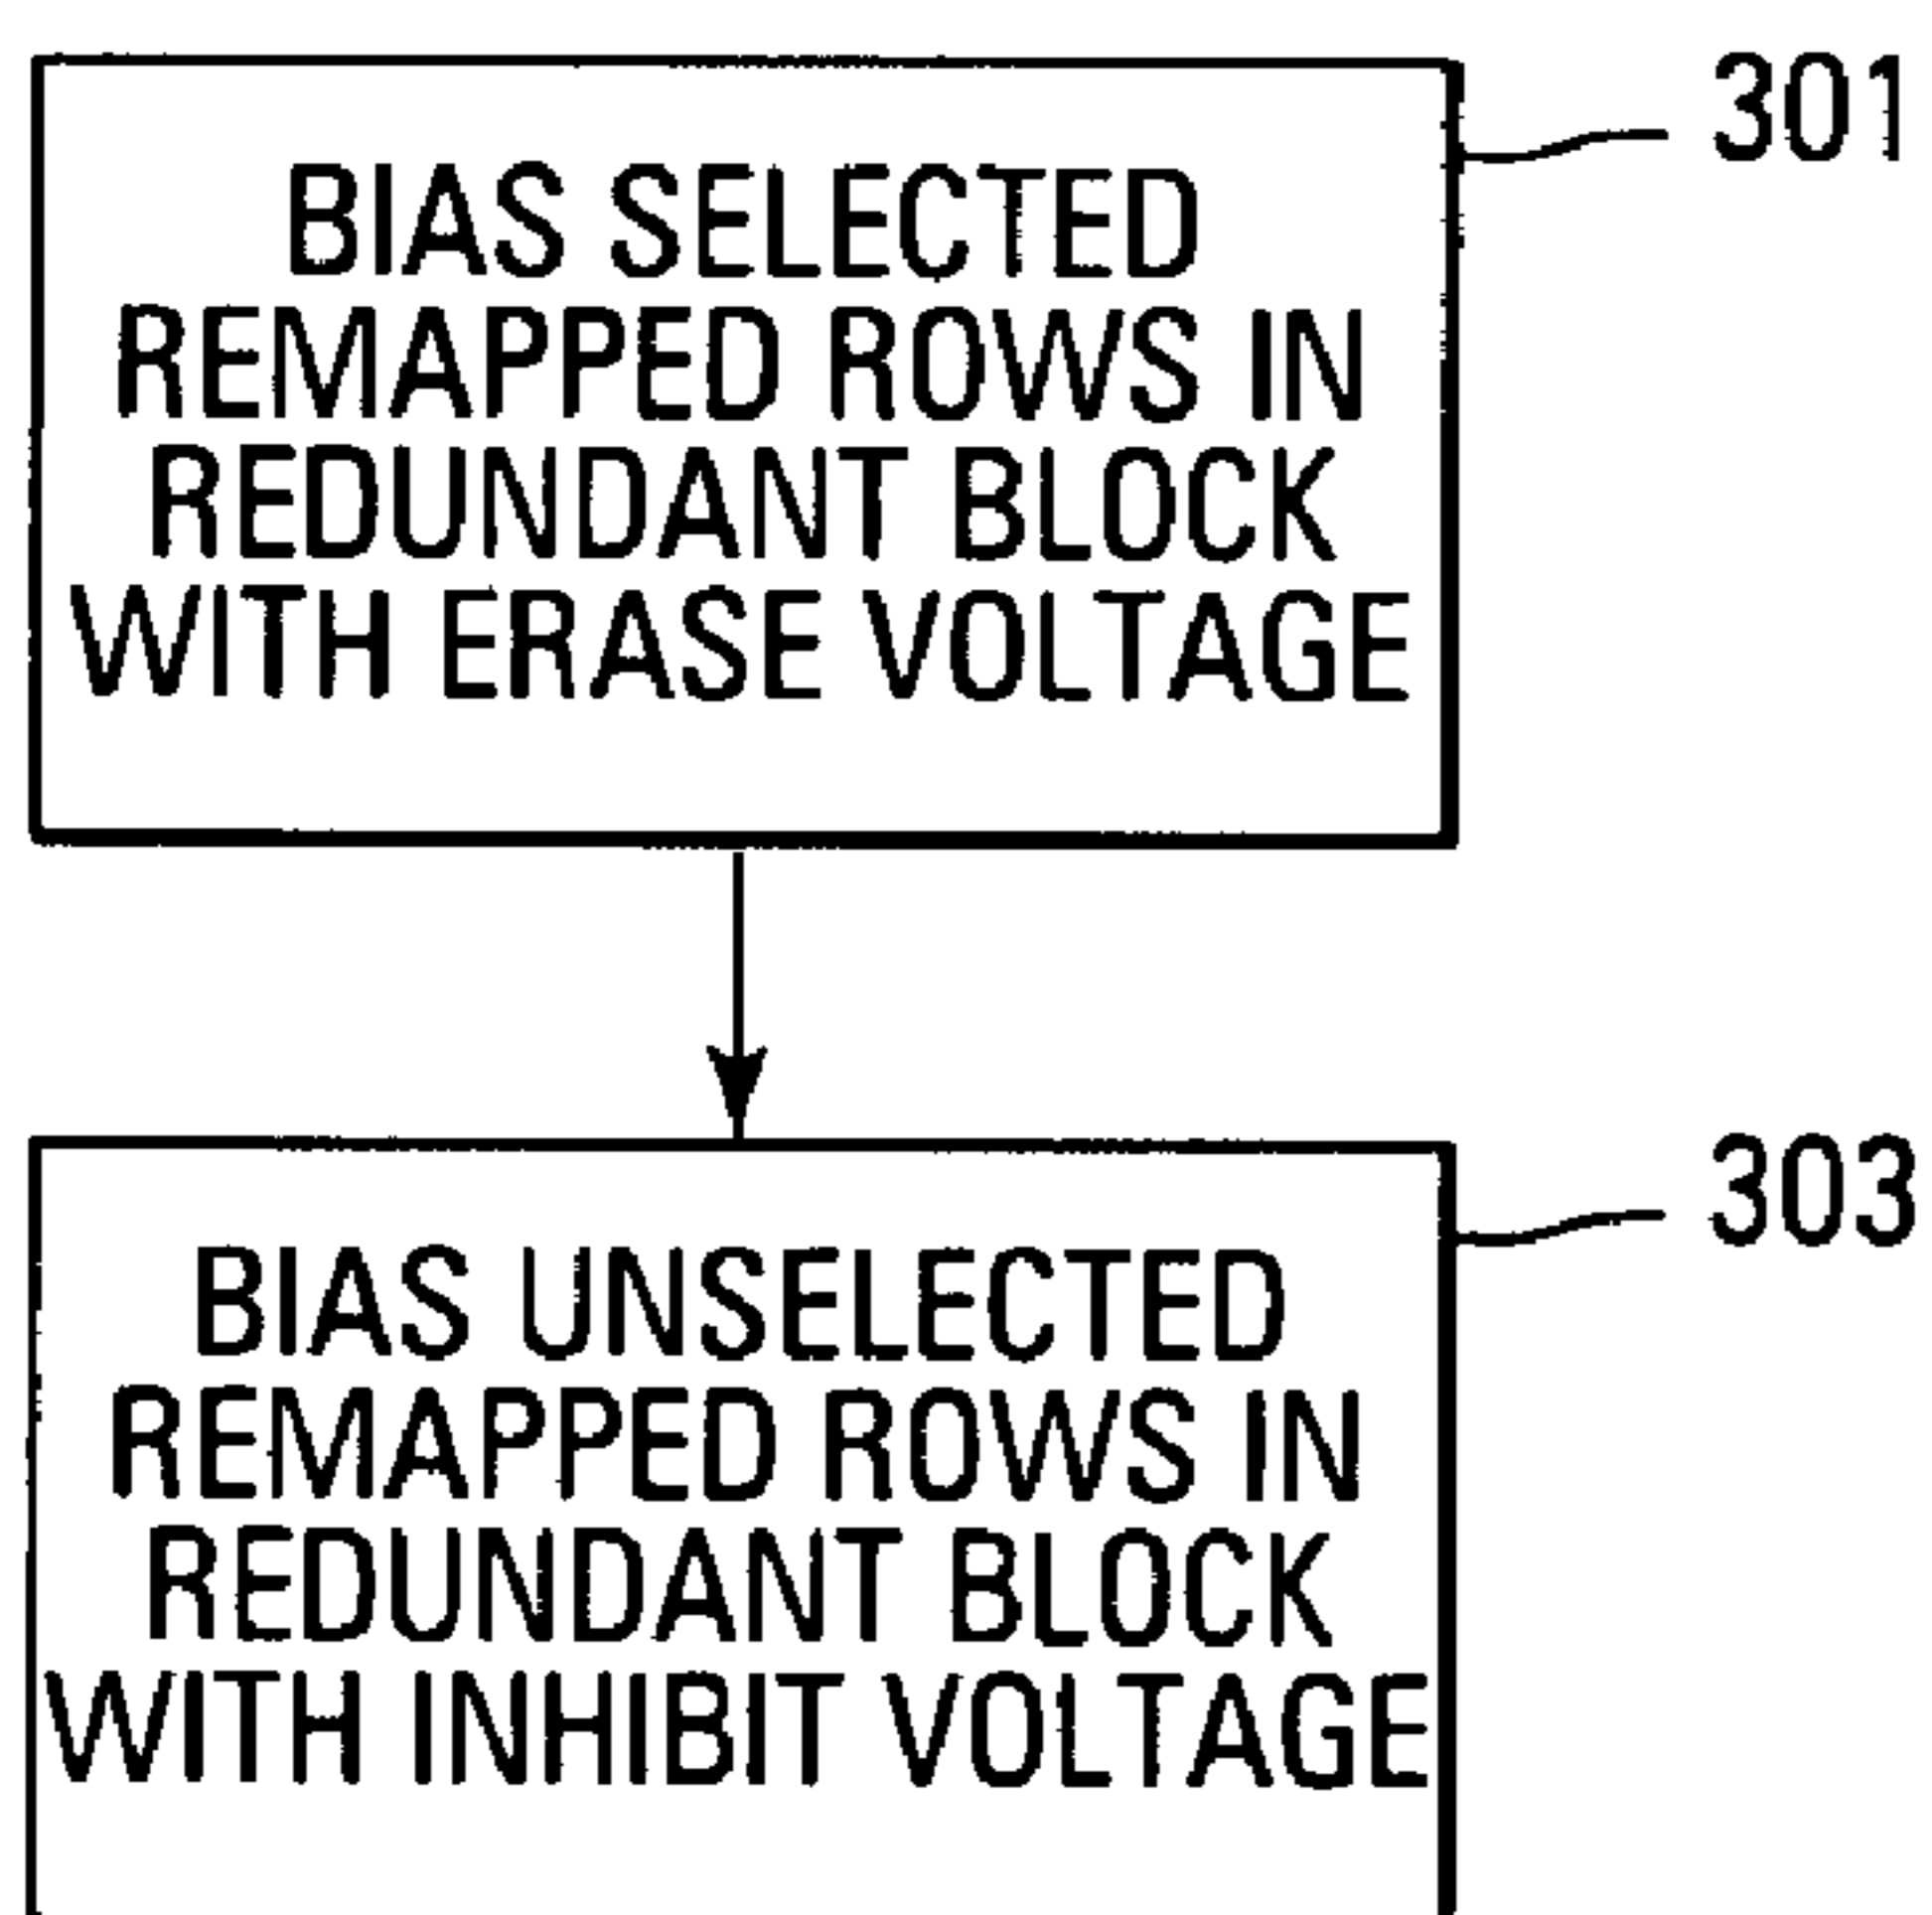 301
BIAS SELECTED
REMAPPED ROWS IN
REDUNDANT BLOCK
WITH ERASE VOLTAGE
303
BIAS UNSELECTED
REMAPPED ROWS IN
REDUNDANT BLOCK
WITH INHIBIT VOLTAGE